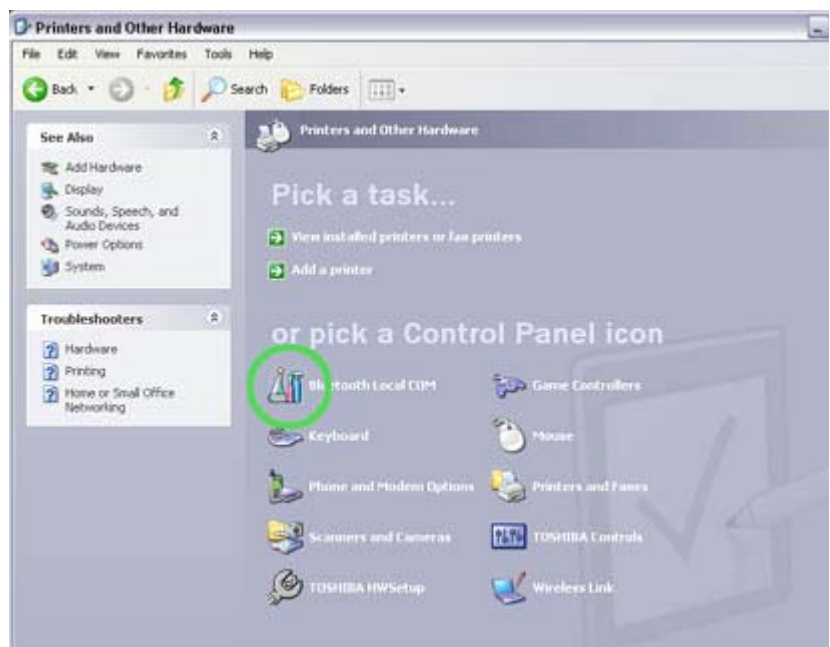 Printers and Other Hardware
File Edit View Favorites Tools Help
Back Search Folders
See Also
Add Hardware
Display
Sounds, Speech, and
Audio Devices
Power Options
System
Troubleshooters
Hardware
Printing
Home or Small Office
Networking
Printers and Other Hardware
Pick a task...
View installed printers or fax printers
Add a printer
or pick a Control Panel icon
Bluetooth Local COM
Game Controllers
Keyboard
Mouse
Phone and Modem Options
Printers and Faxes
Scanners and Cameras
TOSHIBA Controls
TOSHIBA HWSetup
Wireless Link